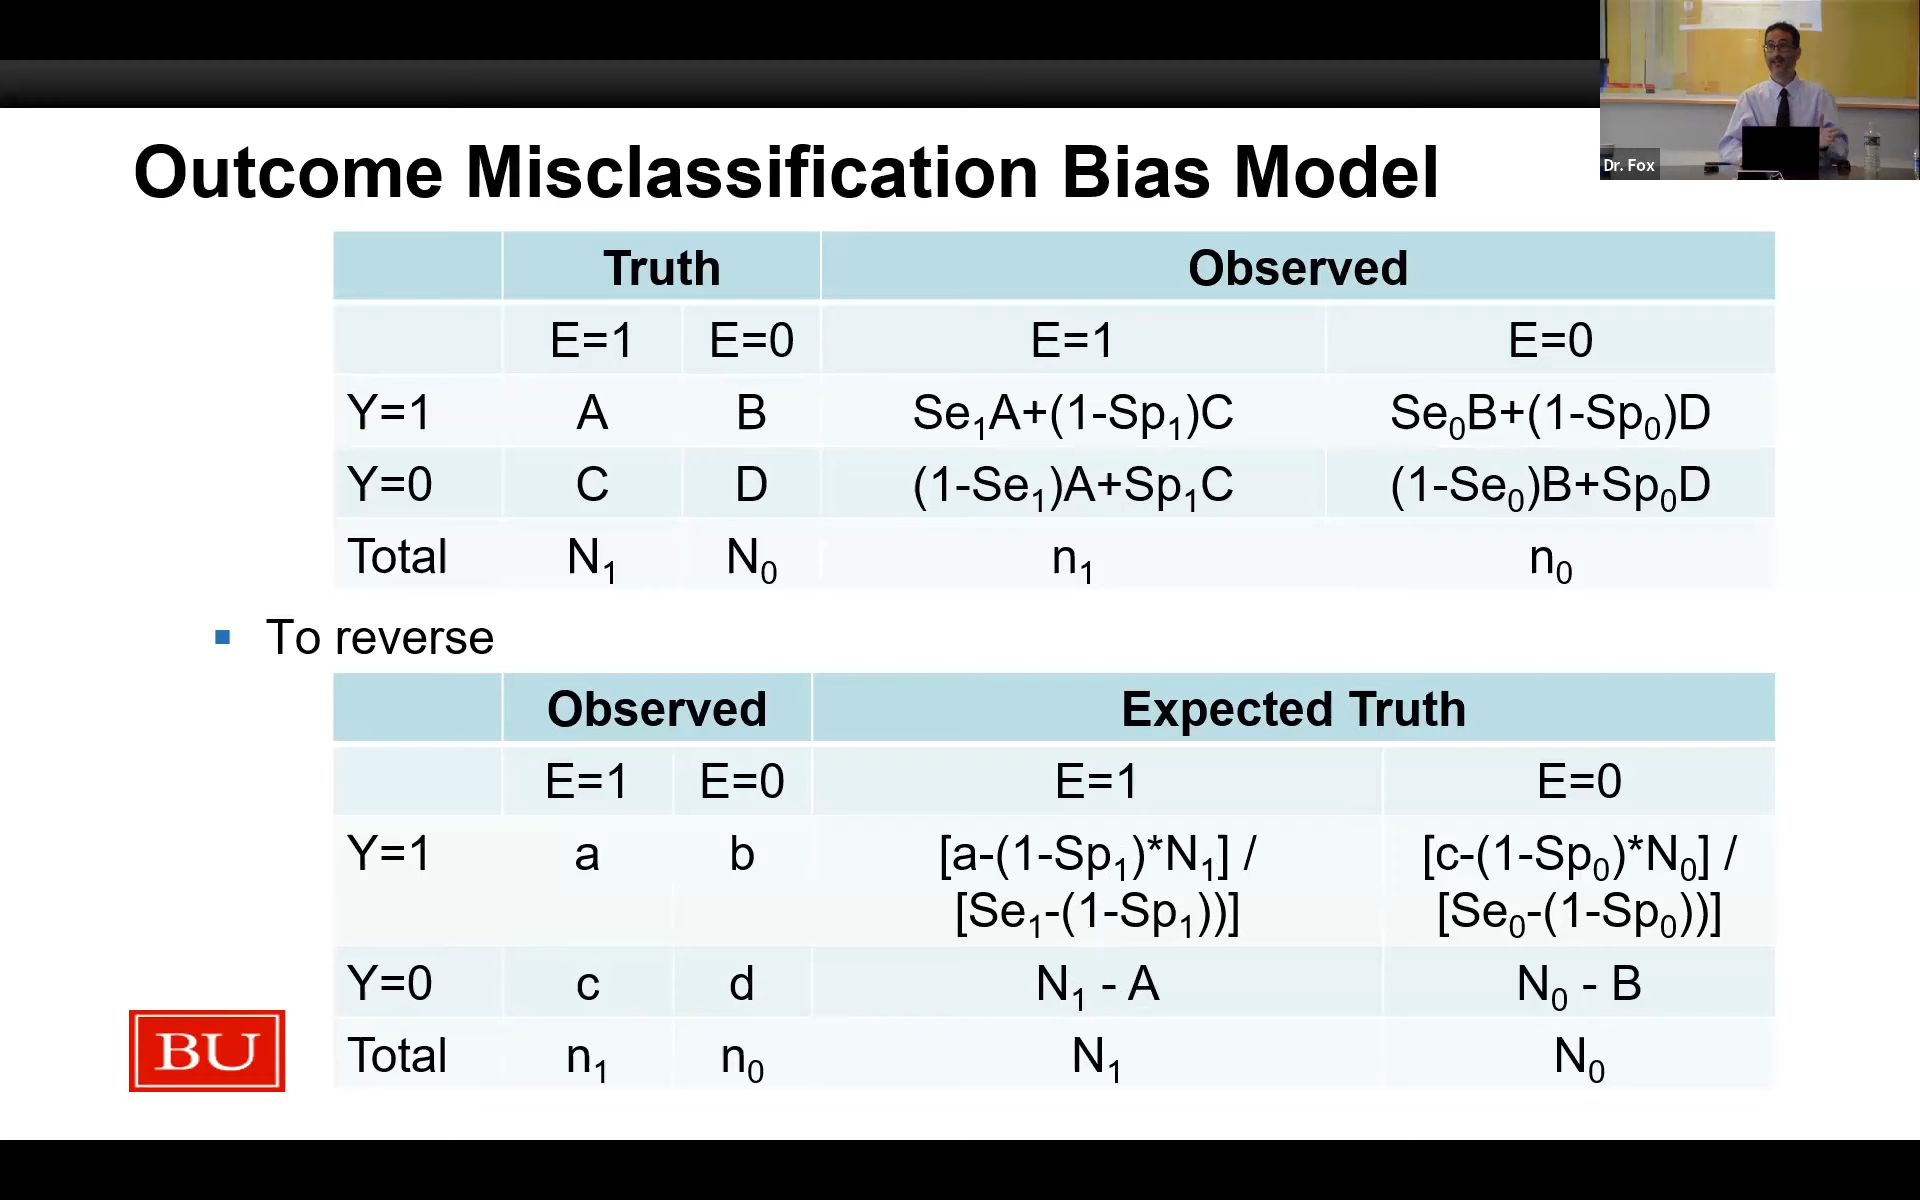 Dr. Fox
Outcome Misclassification Bias Model
Truth Observed
E=1 E=0 E=1 E=0
Y=1 A B Se₁A+(1-Sp₁)C Se₀B+(1-Sp₀)D
Y=0 C D (1-Se₁)A+Sp₁C (1-Se₀)B+Sp₀D
Total N₁ N₀ n₁ n₀
▪ To reverse
Observed Expected Truth
E=1 E=0 E=1 E=0
Y=1 a b [a-(1-Sp₁)*N₁] / [c-(1-Sp₀)*N₀] /
[Se₁-(1-Sp₁))] [Se₀-(1-Sp₀))]
Y=0 c d N₁ - A N₀ - B
Total n₁ n₀ N₁ N₀
BU